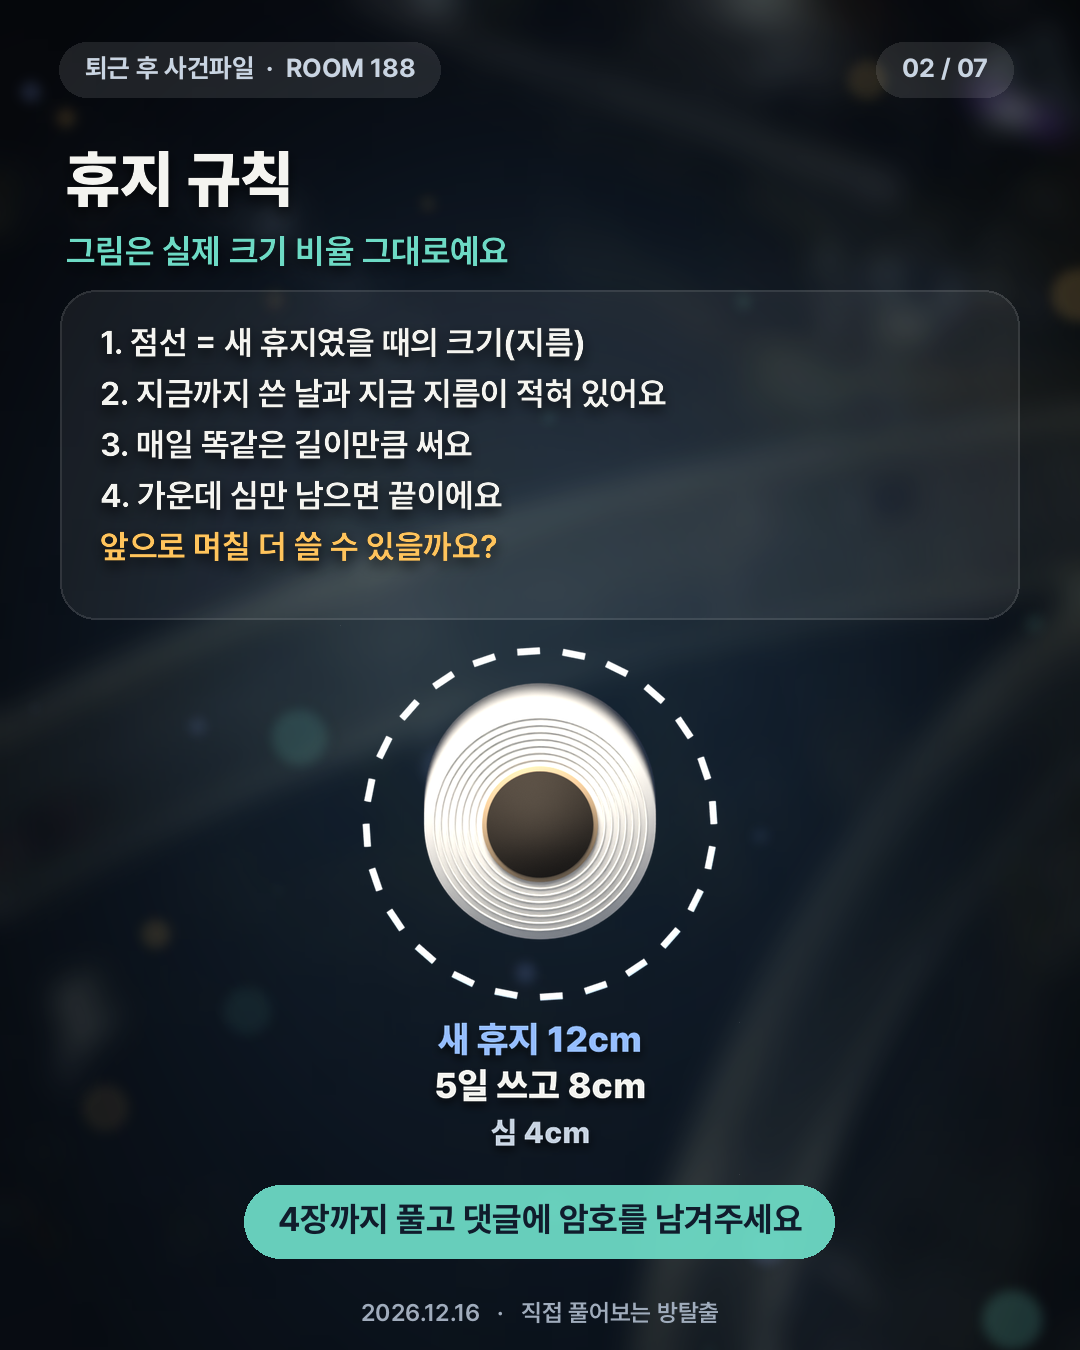 퇴근 후 사건파일 · ROOM 188
02 / 07
휴지 규칙
그림은 실제 크기 비율 그대로예요
1. 점선 = 새 휴지였을 때의 크기(지름)
2. 지금까지 쓴 날과 지금 지름이 적혀 있어요
3. 매일 똑같은 길이만큼 써요
4. 가운데 심만 남으면 끝이에요
앞으로 며칠 더 쓸 수 있을까요?
새 휴지 12cm
5일 쓰고 8cm
심 4cm
4장까지 풀고 댓글에 암호를 남겨주세요
2026.12.16 · 직접 풀어보는 방탈출